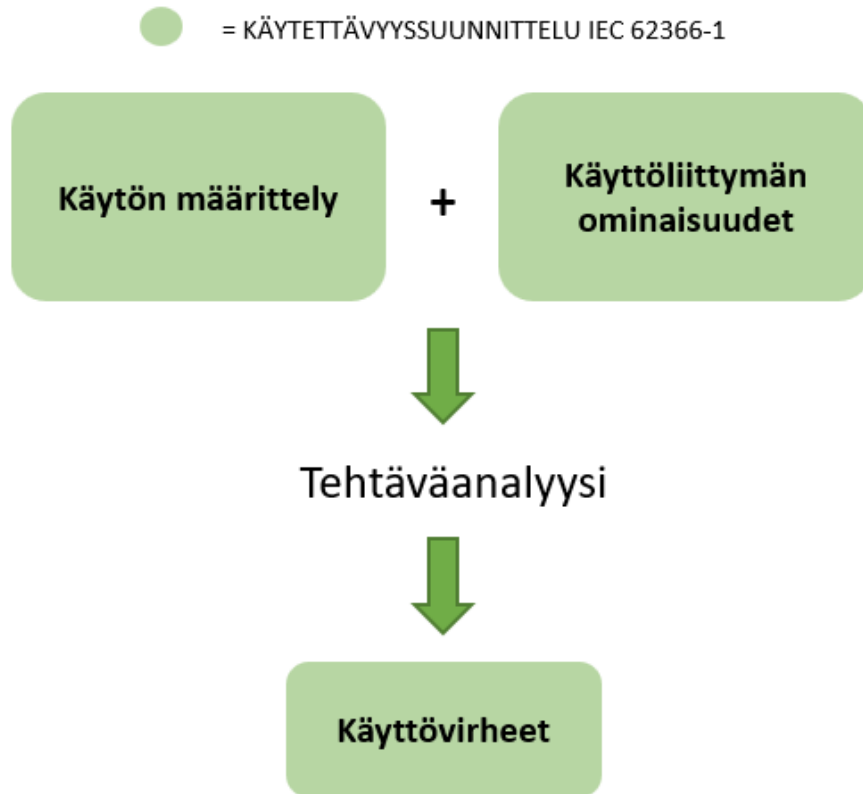 = KÄYTETTÄVYYSSUUNNITTELU IEC 62366-1
Käytön määrittely
+
Käyttöliittymän
ominaisuudet
Tehtäväanalyysi
Käyttövirheet